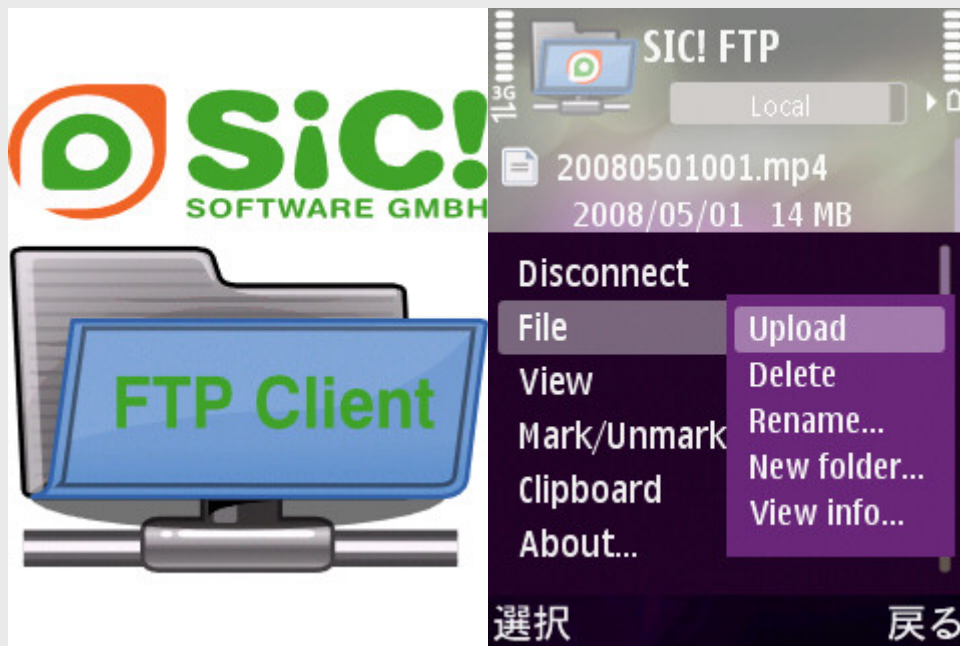 SiC!
SOFTWARE GMBH
FTP Client
SIC! FTP
3G
Local
20080501001.mp4
2008/05/01 14 MB
Disconnect
File
View
Mark/Unmark
Clipboard
About...
Upload
Delete
Rename...
New folder...
View info...
選択
戻る